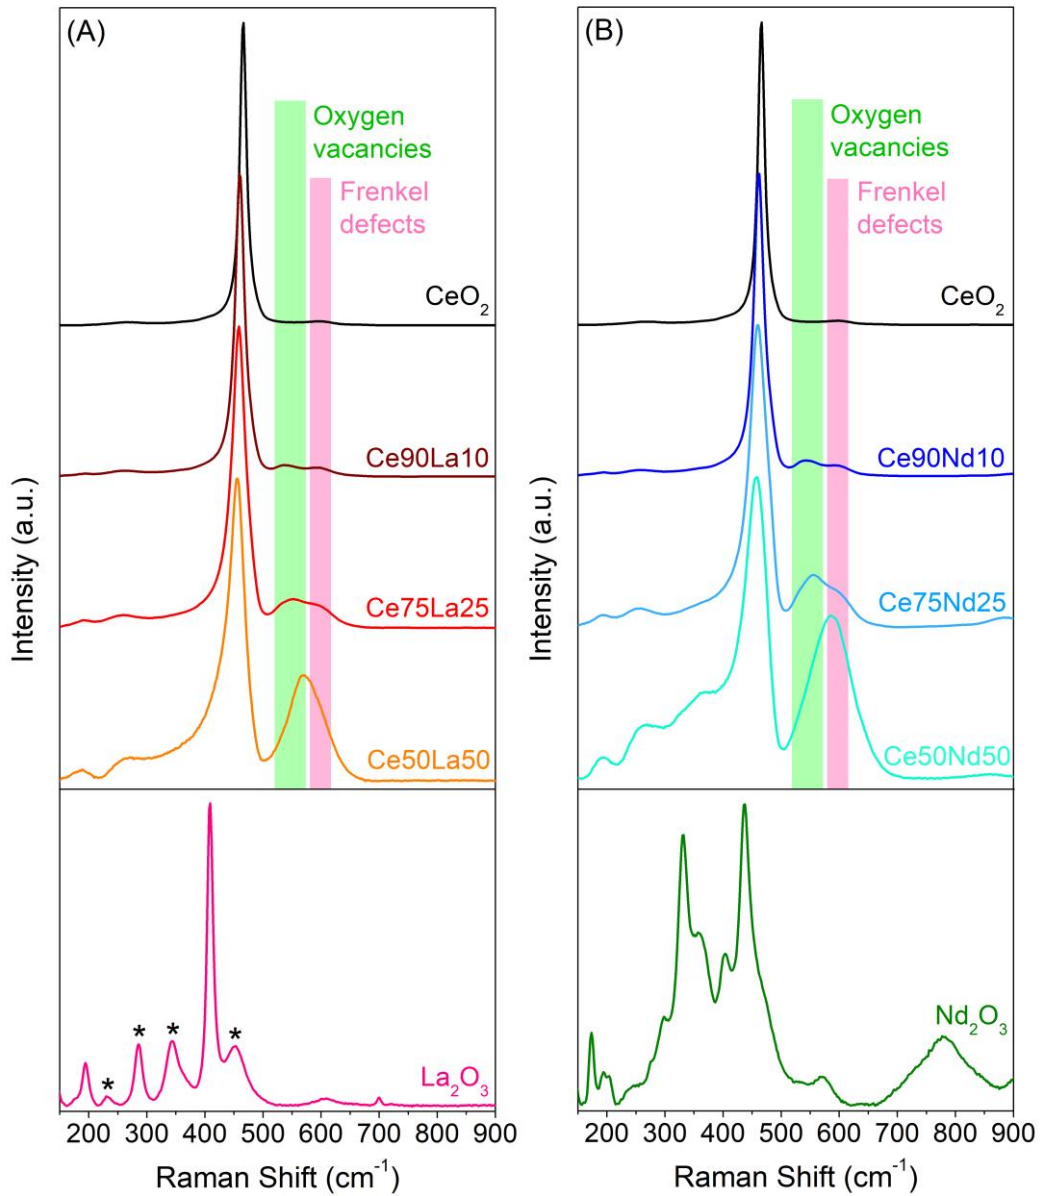 (A)
Oxygen
vacancies
Frenkel
defects
CeO2
Ce90La10
Ce75La25
Ce50La50
*
*
*
*
La2O3
Intensity (a.u.)
200 300 400 500 600 700 800 900
Raman Shift (cm-1)
(B)
Oxygen
vacancies
Frenkel
defects
CeO2
Ce90Nd10
Ce75Nd25
Ce50Nd50
Nd2O3
Intensity (a.u.)
200 300 400 500 600 700 800 900
Raman Shift (cm-1)